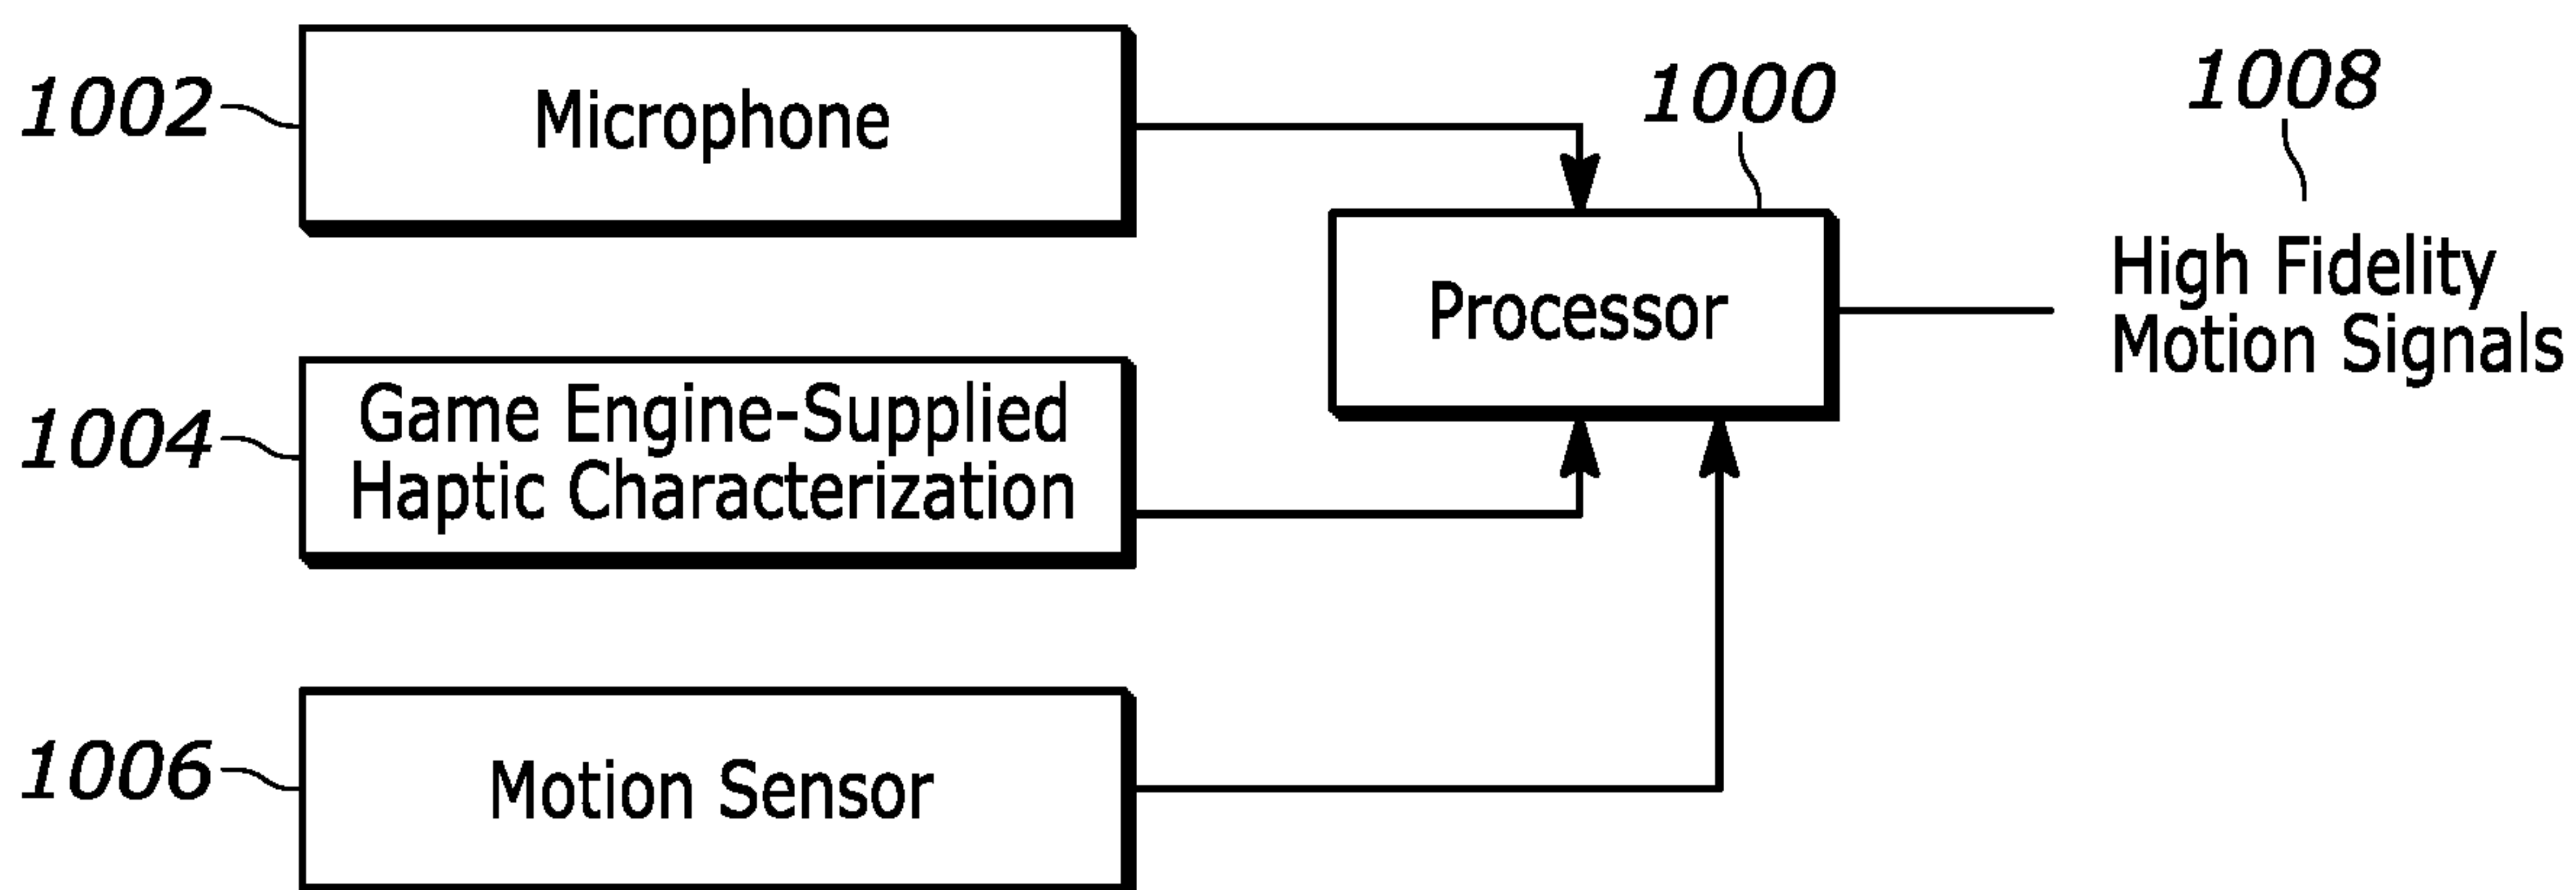 1002
Microphone
1000
1008
Processor
High Fidelity
Motion Signals
1004
Game Engine-Supplied
Haptic Characterization
1006
Motion Sensor